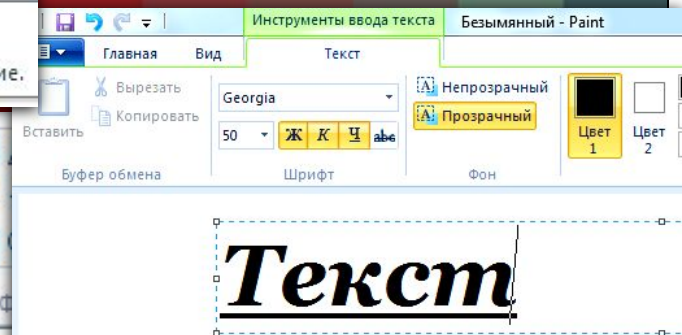 Инструменты ввода текста
Безымянный - Paint
ие.
Главная Вид Текст
Вставить
Вырезать
Копировать
Буфер обмена
Georgia
50 Ж К Ч abc
Шрифт
Непрозрачный
Прозрачный
Фон
Цвет 1
Цвет 2
Текст